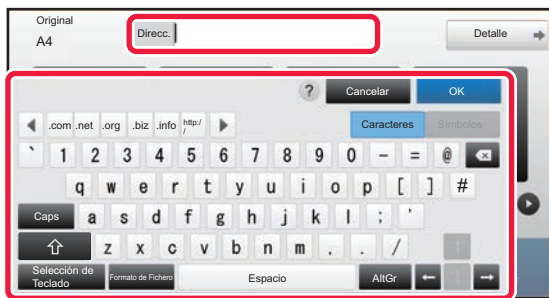 Original
A4
Direcc.
Detalle
? Cancelar OK
.com .net .org .biz .info http:/
/
Caracteres Símbolos
` 1 2 3 4 5 6 7 8 9 0 - = @
q w e r t y u i o p [ ] #
Caps a s d f g h j k l ; '
z x c v b n m , . /
Selección de
Teclado
Formato de Fichero Espacio AltGr